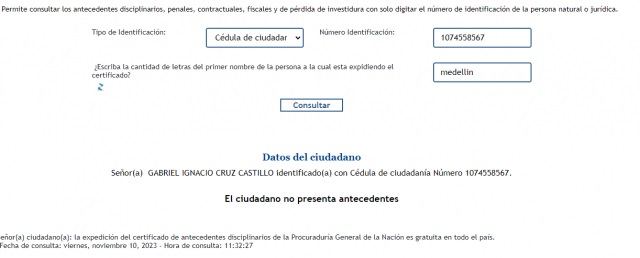 Permite consultar los antecedentes disciplinarios, penales, contractuales, fiscales y de pérdida de investidura con solo digitar el número de identificación de la persona natural o jurídica.
Tipo de Identificación: Cédula de ciudadar Número Identificación: 1074558567
¿Escriba la cantidad de letras del primer nombre de la persona a la cual esta expidiendo el medellin
certificado?
Consultar
Datos del ciudadano
Señor(a) GABRIEL IGNACIO CRUZ CASTILLO identificado(a) con Cédula de ciudadanía Número 1074558567.
El ciudadano no presenta antecedentes
eñor(a) ciudadano(a): la expedición del certificado de antecedentes disciplinarios de la Procuraduría General de la Nación es gratuita en todo el país.
Fecha de consulta: viernes, noviembre 10, 2023 - Hora de consulta: 11:32:27